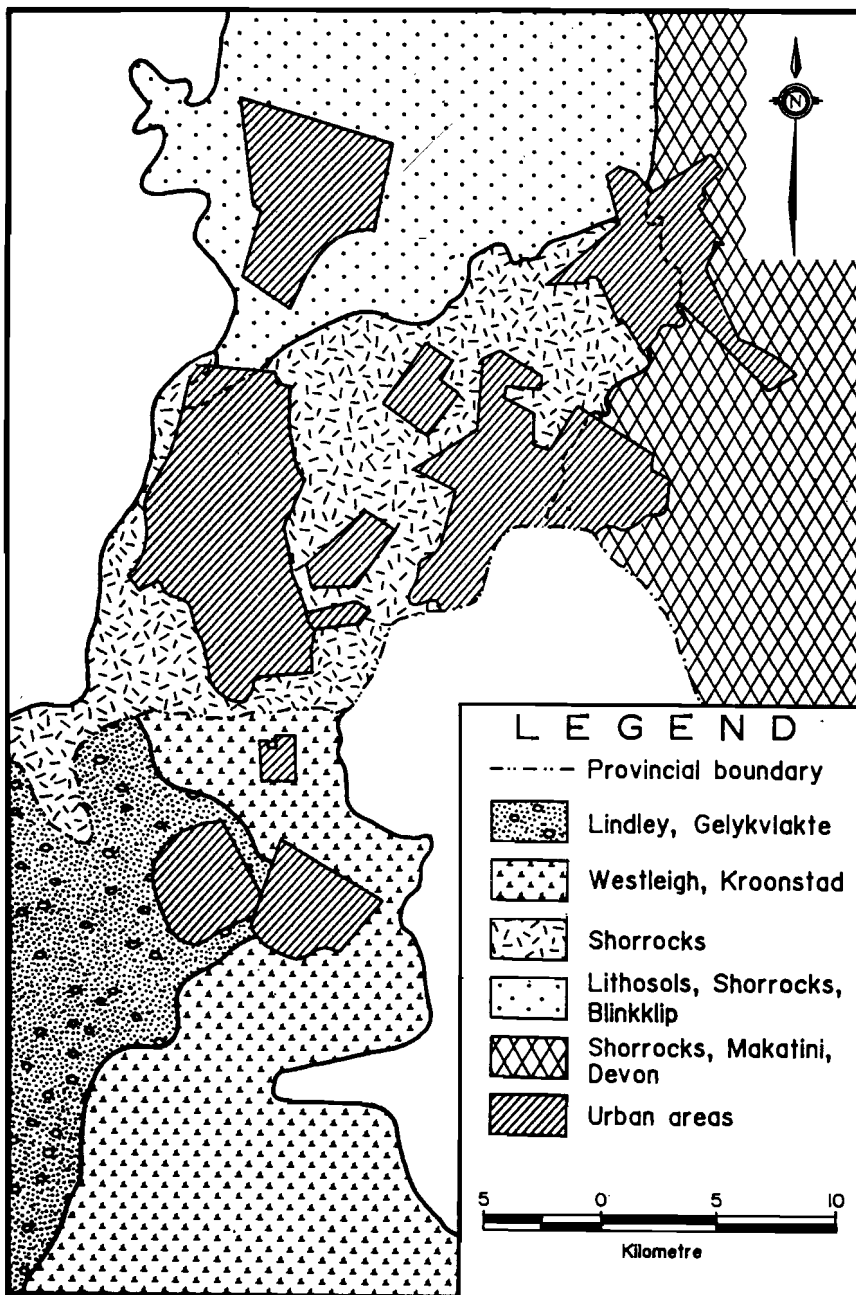 N
LEGEND
Provincial boundary
Lindley, Gelykvlakte
Westleigh, Kroonstad
Shorrocks
Lithosols, Shorrocks,
Blinkklip
Shorrocks, Makatini,
Devon
Urban areas
5 0 5 10
Kilometre